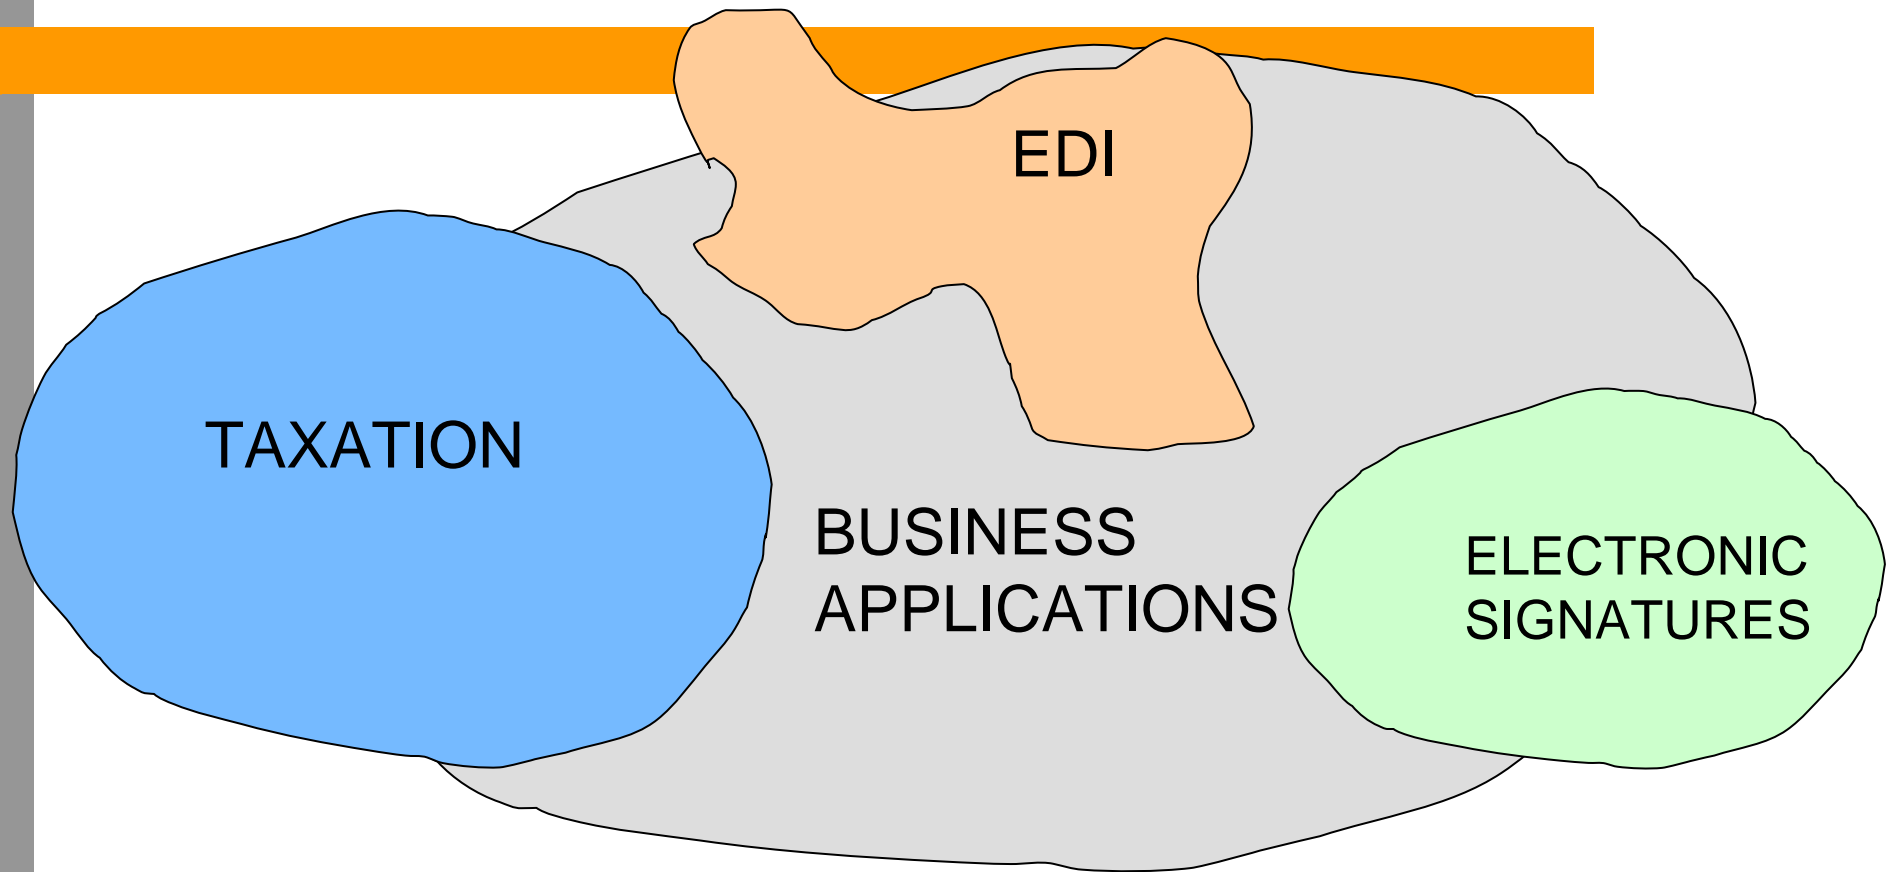 EDI
TAXATION
BUSINESS
APPLICATIONS
ELECTRONIC
SIGNATURES